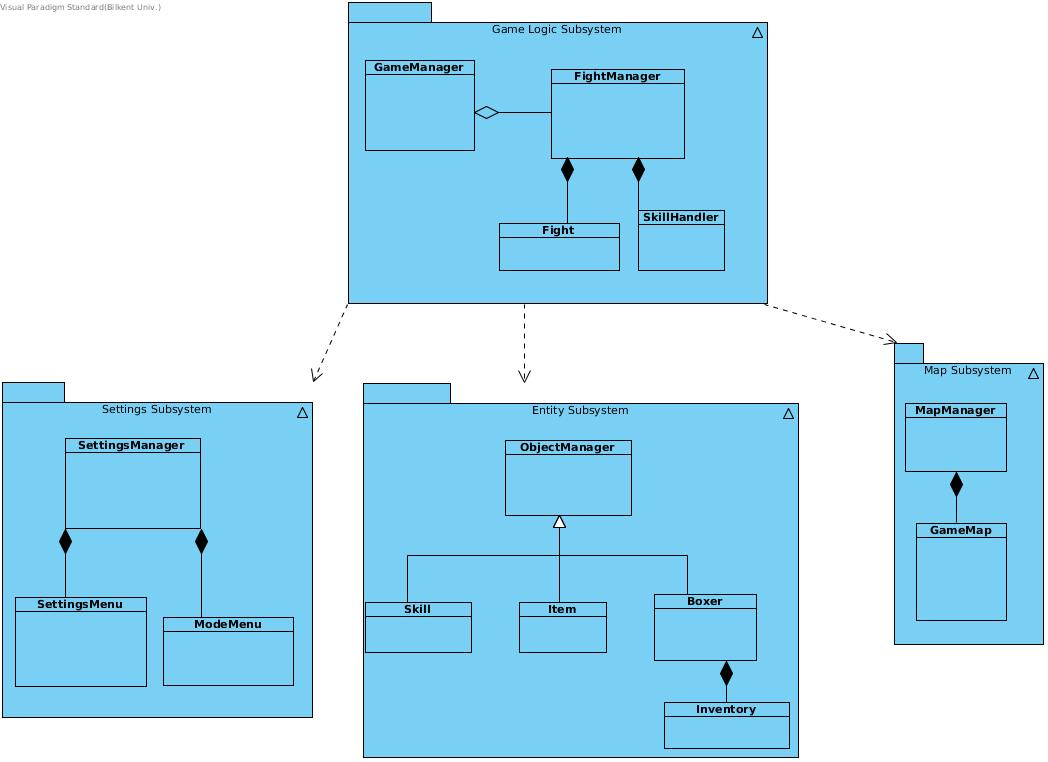 Visual Paradigm Standard(Bilkent Univ.)
Game Logic Subsystem
GameManager
FightManager
Fight
SkillHandler
Settings Subsystem
SettingsManager
SettingsMenu
ModeMenu
Entity Subsystem
ObjectManager
Skill
Item
Boxer
Inventory
Map Subsystem
MapManager
GameMap